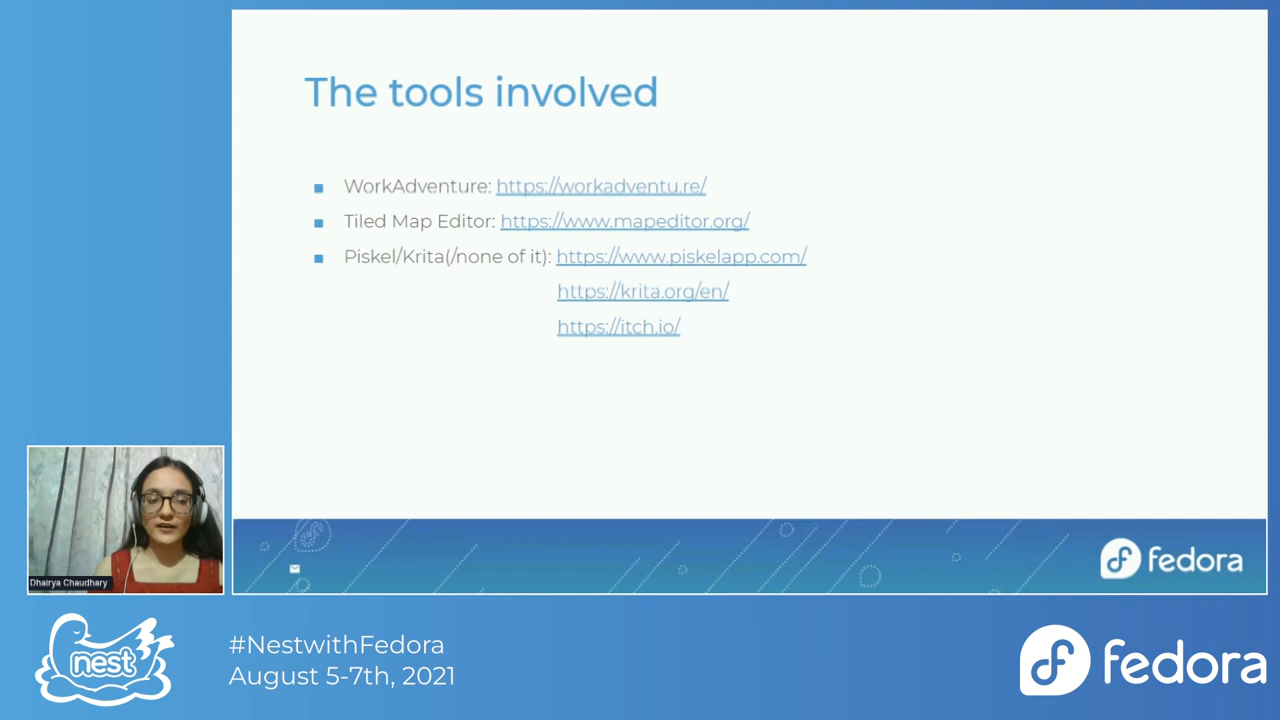 The tools involved
WorkAdventure: https://workadventu.re/
Tiled Map Editor: https://www.mapeditor.org/
Piskel/Krita(/none of it): https://www.piskelapp.com/
https://krita.org/en/
https://itch.io/
fedora
Dhairya Chaudhary
nest
#NestwithFedora
August 5-7th, 2021
fedora